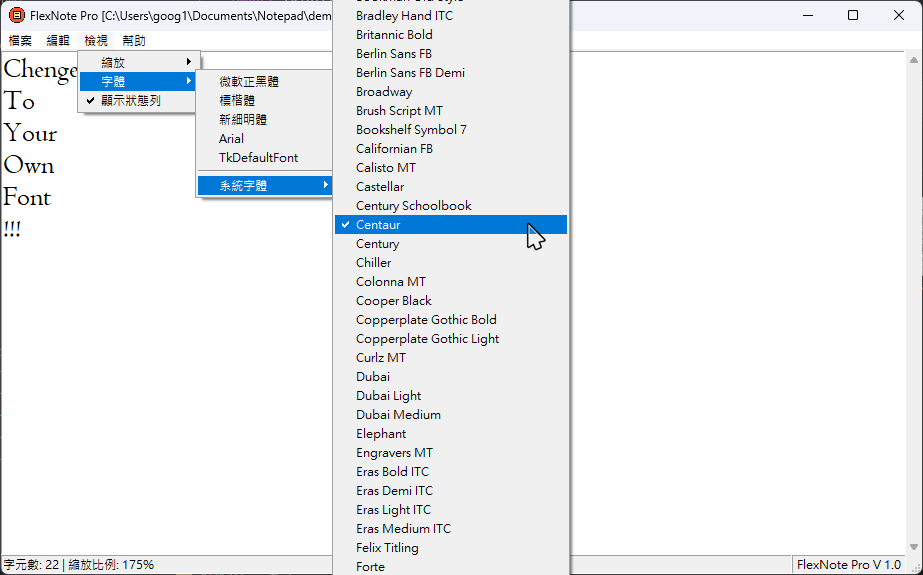 FlexNote Pro [C:\Users\goog1\Documents\Notepad\dem
檔案 編輯 檢視 幫助
Chenge
To
Your
Own
Font
!!!
縮放
字體
顯示狀態列
微軟正黑體
標楷體
新細明體
Arial
TkDefaultFont
系統字體
Bradley Hand ITC
Britannic Bold
Berlin Sans FB
Berlin Sans FB Demi
Broadway
Brush Script MT
Bookshelf Symbol 7
Californian FB
Calisto MT
Castellar
Century Schoolbook
Centaur
Century
Chiller
Colonna MT
Cooper Black
Copperplate Gothic Bold
Copperplate Gothic Light
Curlz MT
Dubai
Dubai Light
Dubai Medium
Elephant
Engravers MT
Eras Bold ITC
Eras Demi ITC
Eras Light ITC
Eras Medium ITC
Felix Titling
Forte
字元數: 22 | 縮放比例: 175%
FlexNote Pro V 1.0